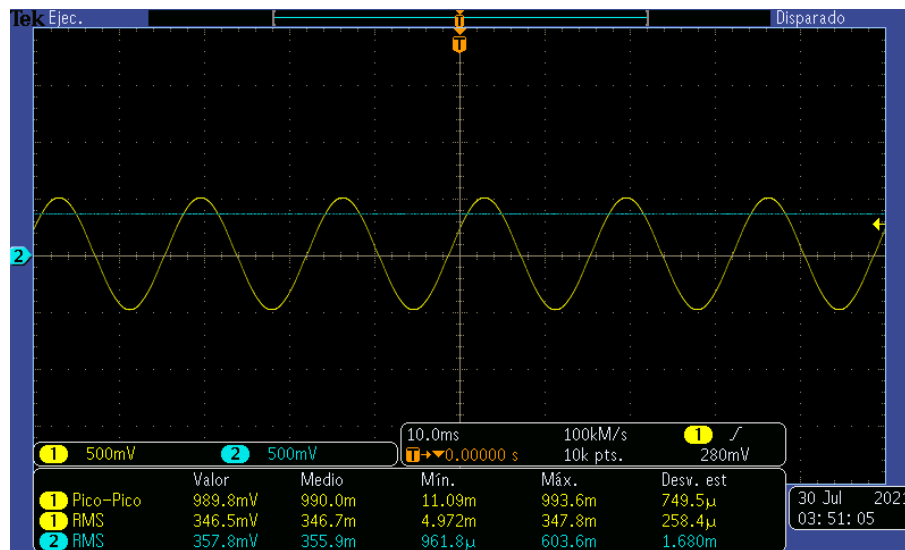 Tek Ejec. T Disparado
T
2
10.0ms 100kM/s 1
1 500mV 2 500mV T→▼0.00000 s 10k pts. 280mV
Valor Medio Mín. Máx. Desv. est
1 Pico-Pico 989.8mV 990.0m 11.09m 993.6m 749.5µ
1 RMS 346.5mV 346.7m 4.972m 347.8m 258.4µ
2 RMS 357.8mV 355.9m 961.8µ 603.6m 1.680m
30 Jul 2021
03:51:05